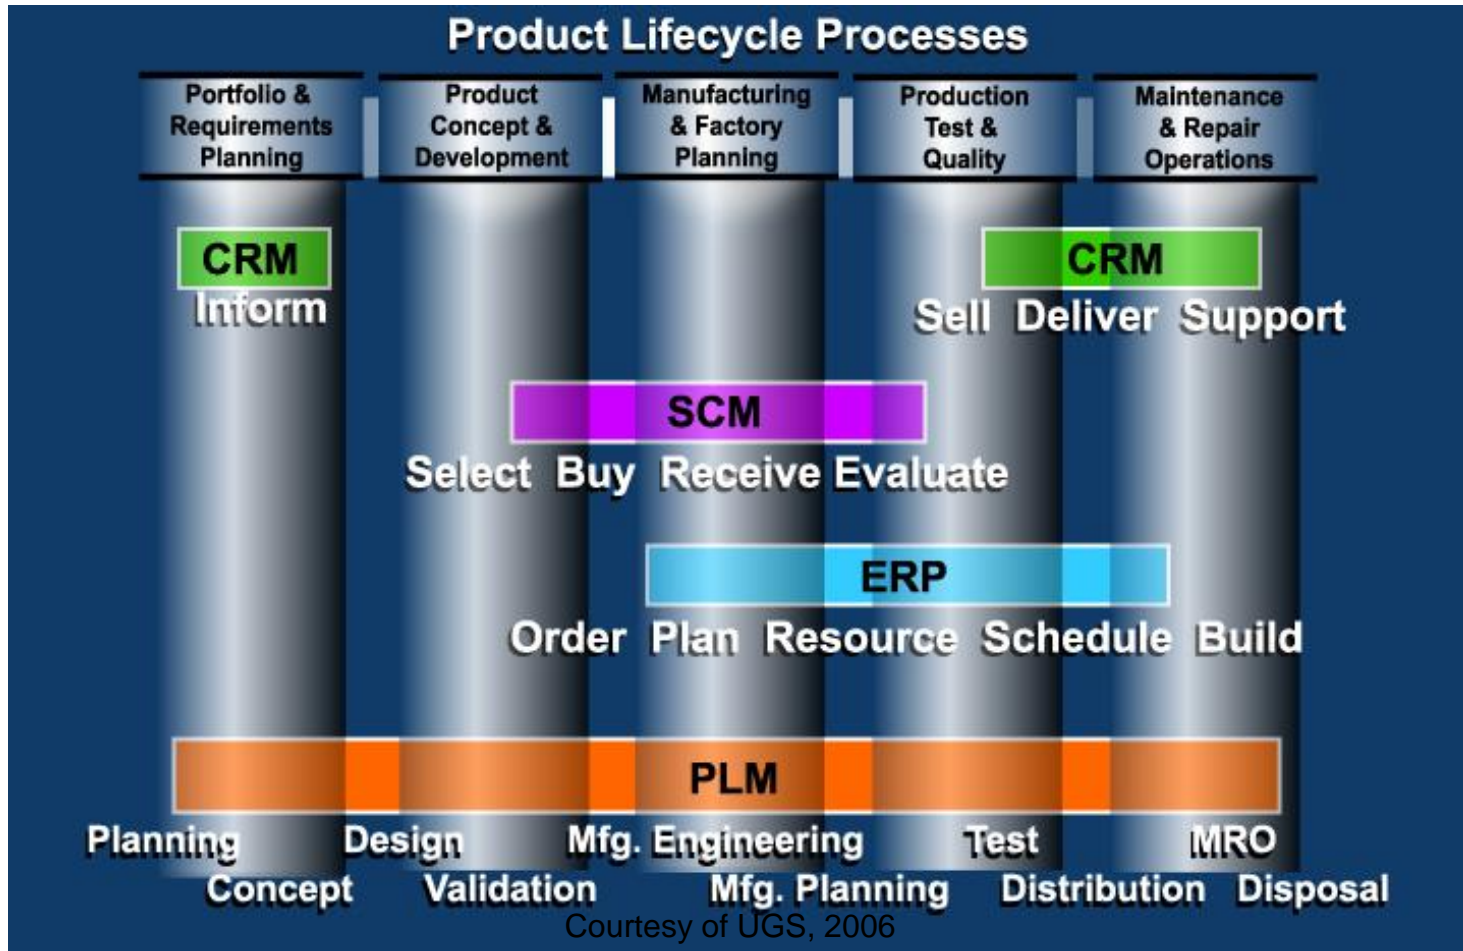 Product Lifecycle Processes
Portfolio &
Requirements
Planning
Product
Concept &
Development
Manufacturing
& Factory
Planning
Production
Test &
Quality
Maintenance
& Repair
Operations
CRM
Inform
CRM
Sell Deliver Support
SCM
Select Buy Receive Evaluate
ERP
Order Plan Resource Schedule Build
PLM
Planning Design Mfg. Engineering Test MRO
Concept Validation Mfg. Planning Distribution Disposal
Courtesy of UGS, 2006